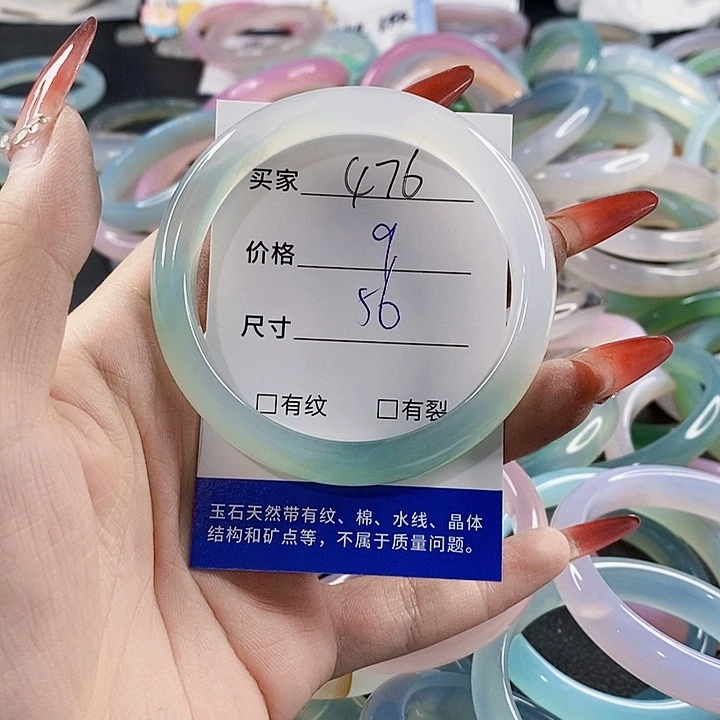 买家 476
价格 9
尺寸 56
□有纹 □有裂
玉石天然带有纹、棉、水线、晶体
结构和矿点等，不属于质量问题。